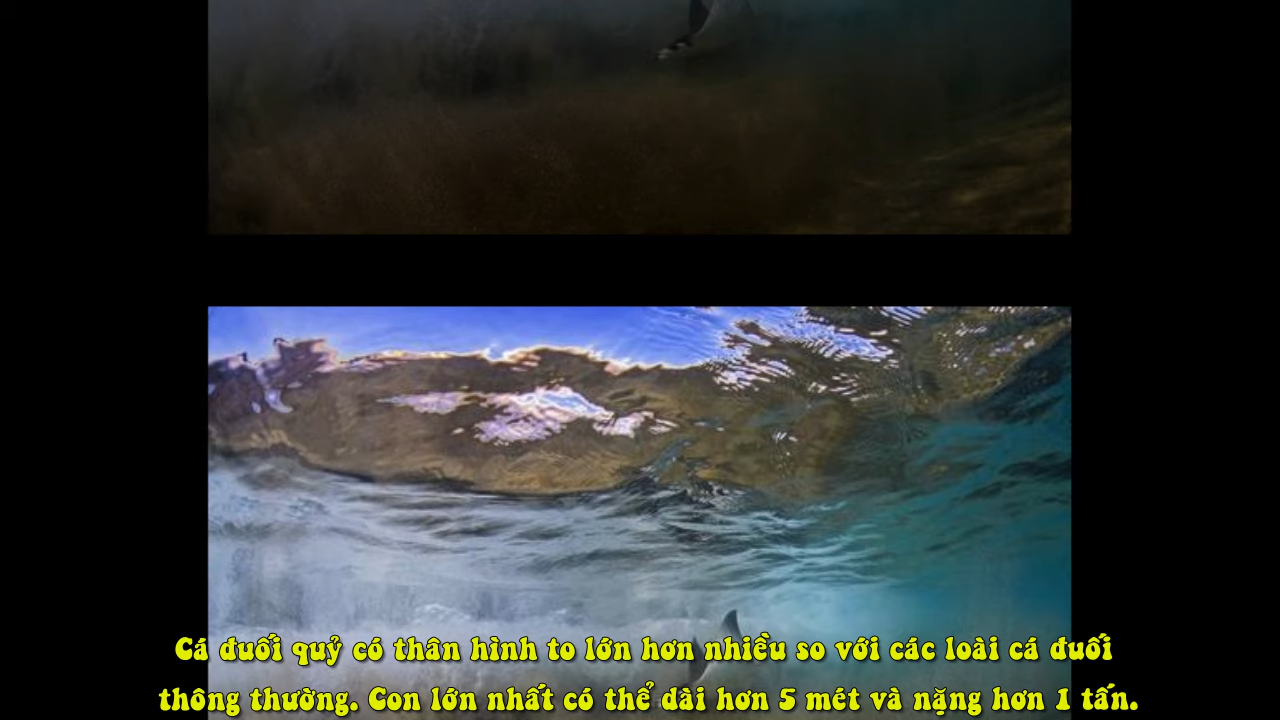 Cá đuối quỷ có thân hình to lớn hơn nhiều so với các loài cá đuối
thông thường. Con lớn nhất có thể dài hơn 5 mét và nặng hơn 1 tấn.